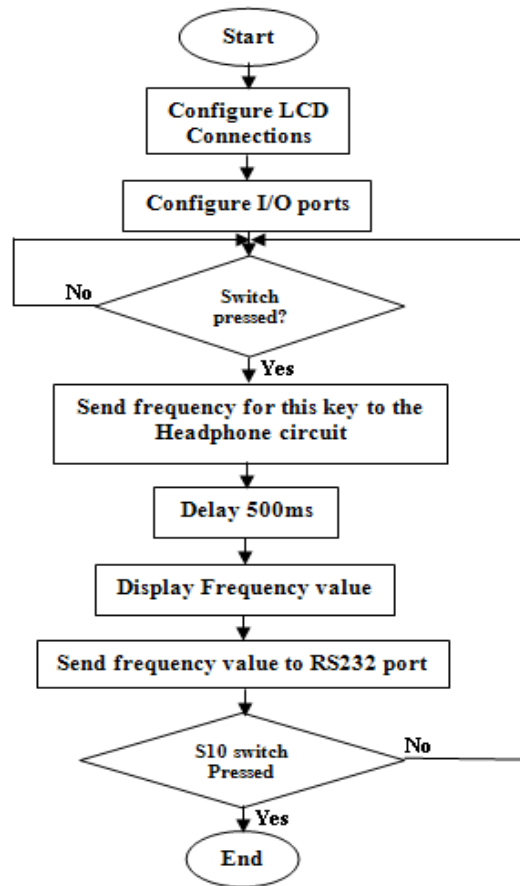 Start
Configure LCD
Connections
Configure I/O ports
No
Switch
pressed?
Yes
Send frequency for this key to the
Headphone circuit
Delay 500ms
Display Frequency value
Send frequency value to RS232 port
S10 switch
Pressed
No
Yes
End